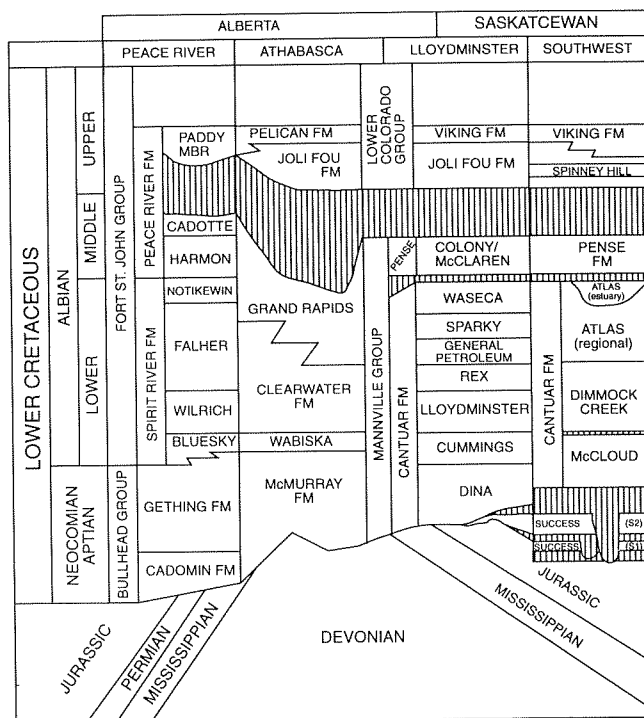 ALBERTA
SASKATCEWAN
PEACE RIVER
ATHABASCA
LLOYDMINSTER
SOUTHWEST
LOWER CRETACEOUS
ALBIAN
UPPER
MIDDLE
LOWER
NEOCOMIAN
APTIAN
FORT ST. JOHN GROUP
BULLHEAD GROUP
PEACE RIVER FM
SPIRIT RIVER FM
PADDY
MBR
CADOTTE
HARMON
NOTIKEWIN
FALHER
WILRICH
BLUESKY
GETHING FM
CADOMIN FM
PELICAN FM
JOLI FOU
FM
GRAND RAPIDS
CLEARWATER
FM
WABISKA
McMURRAY
FM
LOWER
COLORADO
GROUP
MANNVILLE GROUP
PENSE
CANTUAR FM
VIKING FM
JOLI FOU FM
COLONY/
McCLAREN
WASECA
SPARKY
GENERAL
PETROLEUM
REX
LLOYDMINSTER
CUMMINGS
DINA
VIKING FM
SPINNEY HILL
PENSE
FM
CANTUAR FM
ATLAS
(estuary)
ATLAS
(regional)
DIMMOCK
CREEK
McCLOUD
SUCCESS
(S2)
SUCCESS
(S1)
JURASSIC
PERMIAN
MISSISSIPPIAN
DEVONIAN
JURASSIC
MISSISSIPPIAN